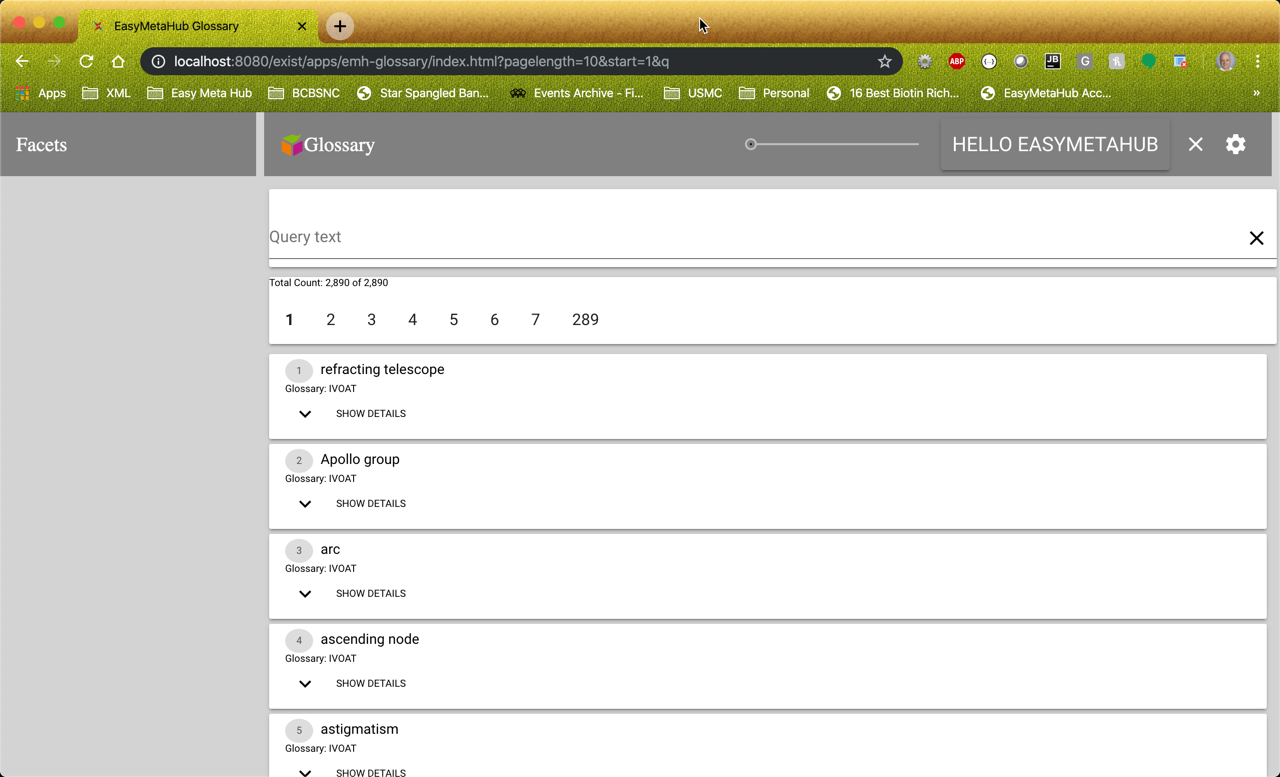 EasyMetaHub Glossary
localhost:8080/exist/apps/emh-glossary/index.html?pagelength=10&start=1&q
ABP
JB
G
Apps XML Easy Meta Hub BCBSNC Star Spangled Ban... Events Archive - Fi... USMC Personal 16 Best Biotin Rich... EasyMetaHub Acc... »
Facets
Glossary
HELLO EASYMETAHUB
Query text
Total Count: 2,890 of 2,890
1 2 3 4 5 6 7 289
1 refracting telescope
Glossary: IVOAT
SHOW DETAILS
2 Apollo group
Glossary: IVOAT
SHOW DETAILS
3 arc
Glossary: IVOAT
SHOW DETAILS
4 ascending node
Glossary: IVOAT
SHOW DETAILS
5 astigmatism
Glossary: IVOAT
SHOW DETAILS